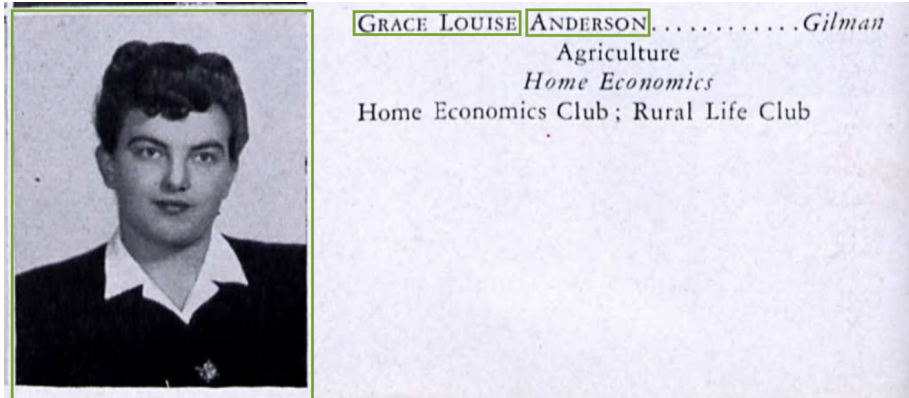 GRACE LOUISE ANDERSON............Gilman
Agriculture
Home Economics
Home Economics Club; Rural Life Club